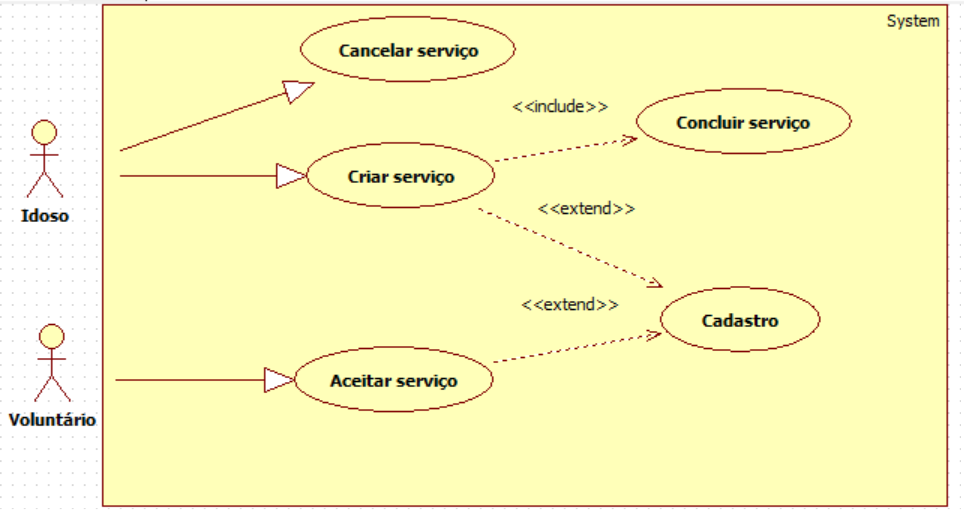 System
Cancelar serviço
<<include>>
Concluir serviço
Criar serviço
Idoso
<<extend>>
<<extend>>
Cadastro
Aceitar serviço
Voluntário